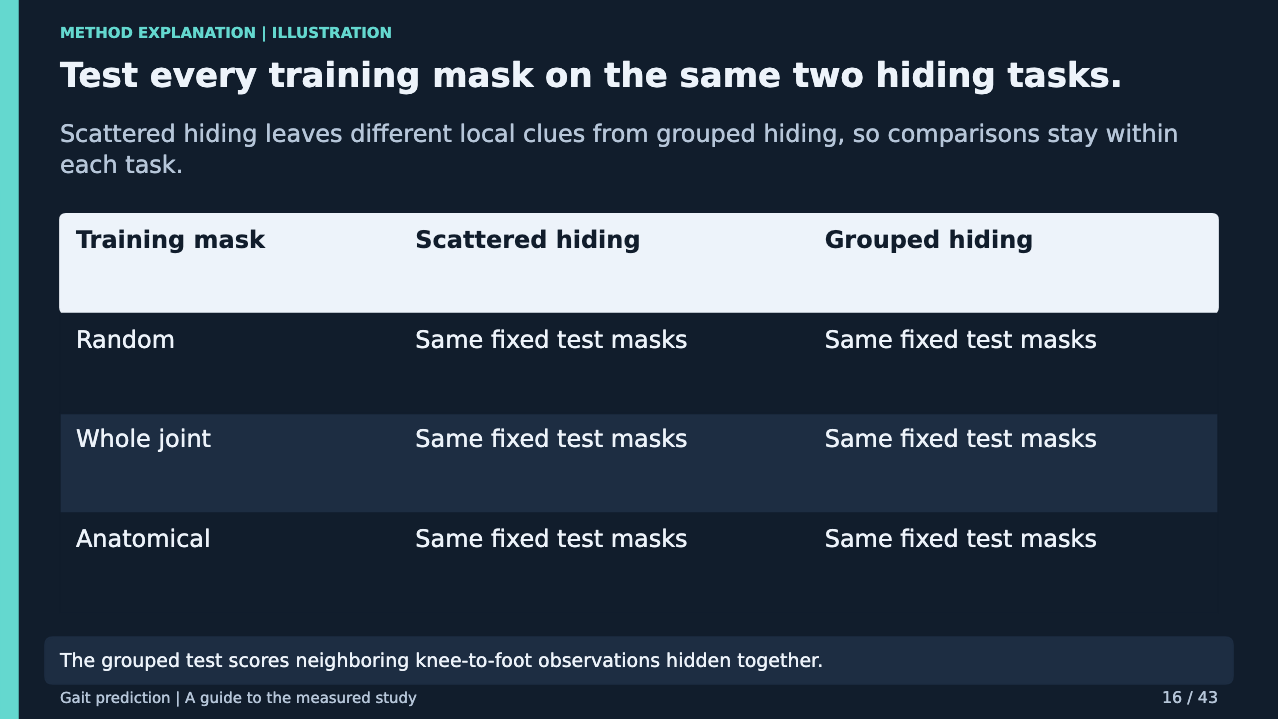 METHOD EXPLANATION | ILLUSTRATION
Test every training mask on the same two hiding tasks.
Scattered hiding leaves different local clues from grouped hiding, so comparisons stay within
each task.
Training mask Scattered hiding Grouped hiding
Random Same fixed test masks Same fixed test masks
Whole joint Same fixed test masks Same fixed test masks
Anatomical Same fixed test masks Same fixed test masks
The grouped test scores neighboring knee-to-foot observations hidden together.
Gait prediction | A guide to the measured study 16 / 43